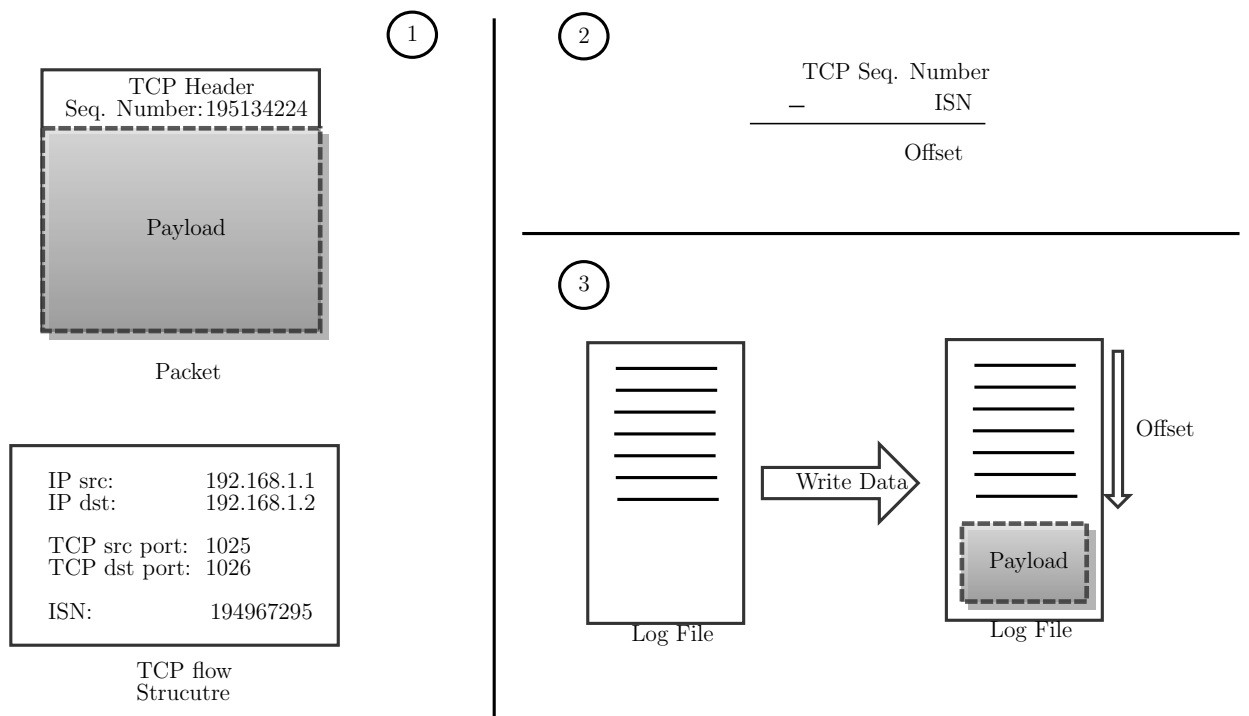 1
TCP Header
Seq. Number: 195134224
Payload
Packet
IP src: 192.168.1.1
IP dst: 192.168.1.2
TCP src port: 1025
TCP dst port: 1026
ISN: 194967295
TCP flow
Strucutre
2
TCP Seq. Number
− ISN
Offset
3
Log File
Write Data
Payload
Log File
Offset